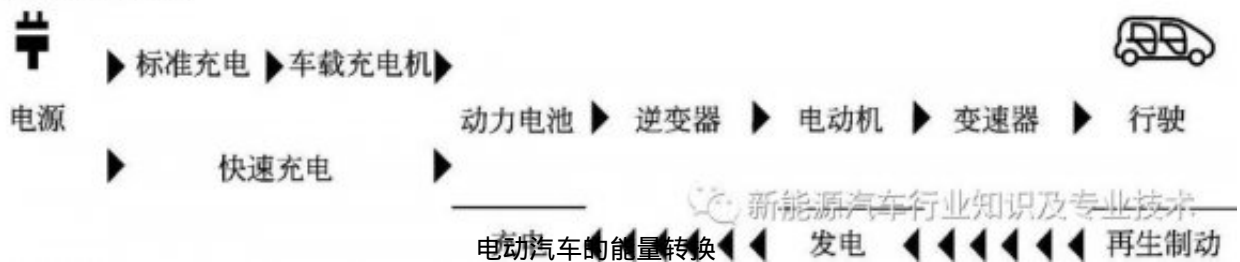 标准充电 车载充电机
电源
动力电池 逆变器 电动机 变速器 行驶
快速充电
新能源汽车行业知识及专业技术
充电 发电 再生制动
电动汽车的能量转换